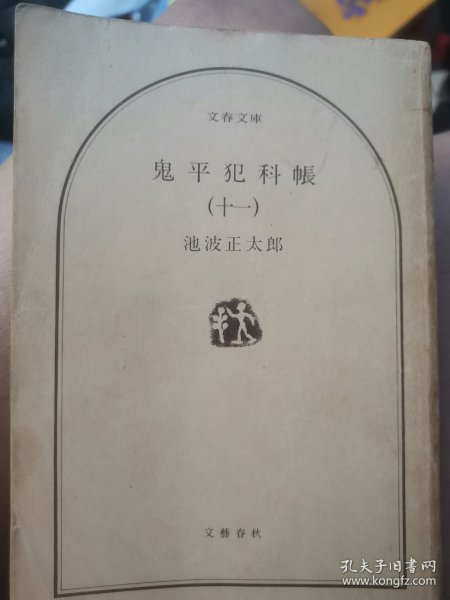 文春文庫
鬼平犯科帳
(十一)
池波正太郎
文藝春秋
孔夫子旧书网
www.kongfz.com